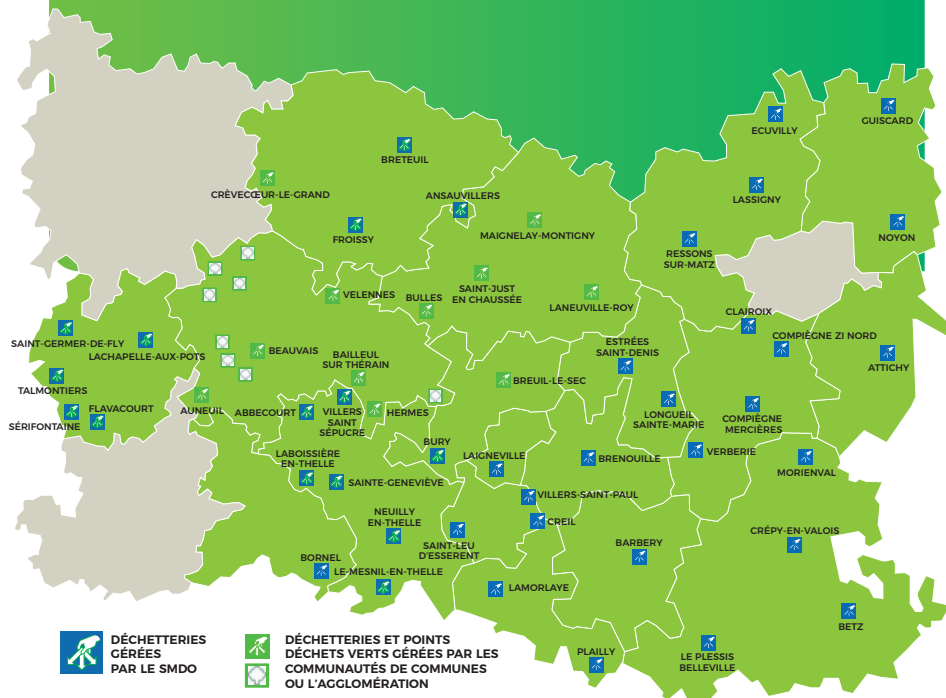 ECUVILLY
GUISCARD
BRETEUIL
LASSIGNY
CRÈVECŒUR-LE-GRAND
ANSAUVILLERS
FROISSY
MAIGNELAY-MONTIGNY
NOYON
RESSONS
SUR-MATZ
SAINT-JUST
EN CHAUSSÉE
VELENNES
BULLES
LANEUVILLE-ROY
CLAIROIX
SAINT-GERMER-DE-FLY
LACHAPELLE-AUX-POTS
COMPIÈGNE ZI NORD
ESTRÉES
SAINT-DENIS
BEAUVAIS
BAILLEUL
SUR THÉRAIN
ATTICHY
BREUIL-LE-SEC
TALMONTIERS
FLAVACOURT
AUNEUIL
ABBECOURT
VILLERS
SAINT
SÉPUCRE
HERMES
LONGUEIL
SAINTE-MARIE
COMPIÈGNE
MERCIÈRES
SÉRIFONTAINE
BURY
LAIGNEVILLE
BRENOUILLE
VERBERIE
MORIENVAL
LABOISSIÈRE
EN-THELLE
SAINTE-GENEVIÈVE
VILLERS-SAINT-PAUL
NEUILLY
EN-THELLE
CREIL
SAINT-LEU
D'ESSERENT
BARBERY
CRÉPY-EN-VALOIS
BORNEL
LE-MESNIL-EN-THELLE
LAMORLAYE
BETZ
PLAILLY
LE PLESSIS
BELLEVILLE
DÉCHETTERIES
GÉRÉES
PAR LE SMDO
DÉCHETTERIES ET POINTS
DÉCHETS VERTS GÉRÉES PAR LES
COMMUNAUTÉS DE COMMUNES
OU L'AGGLOMÉRATION